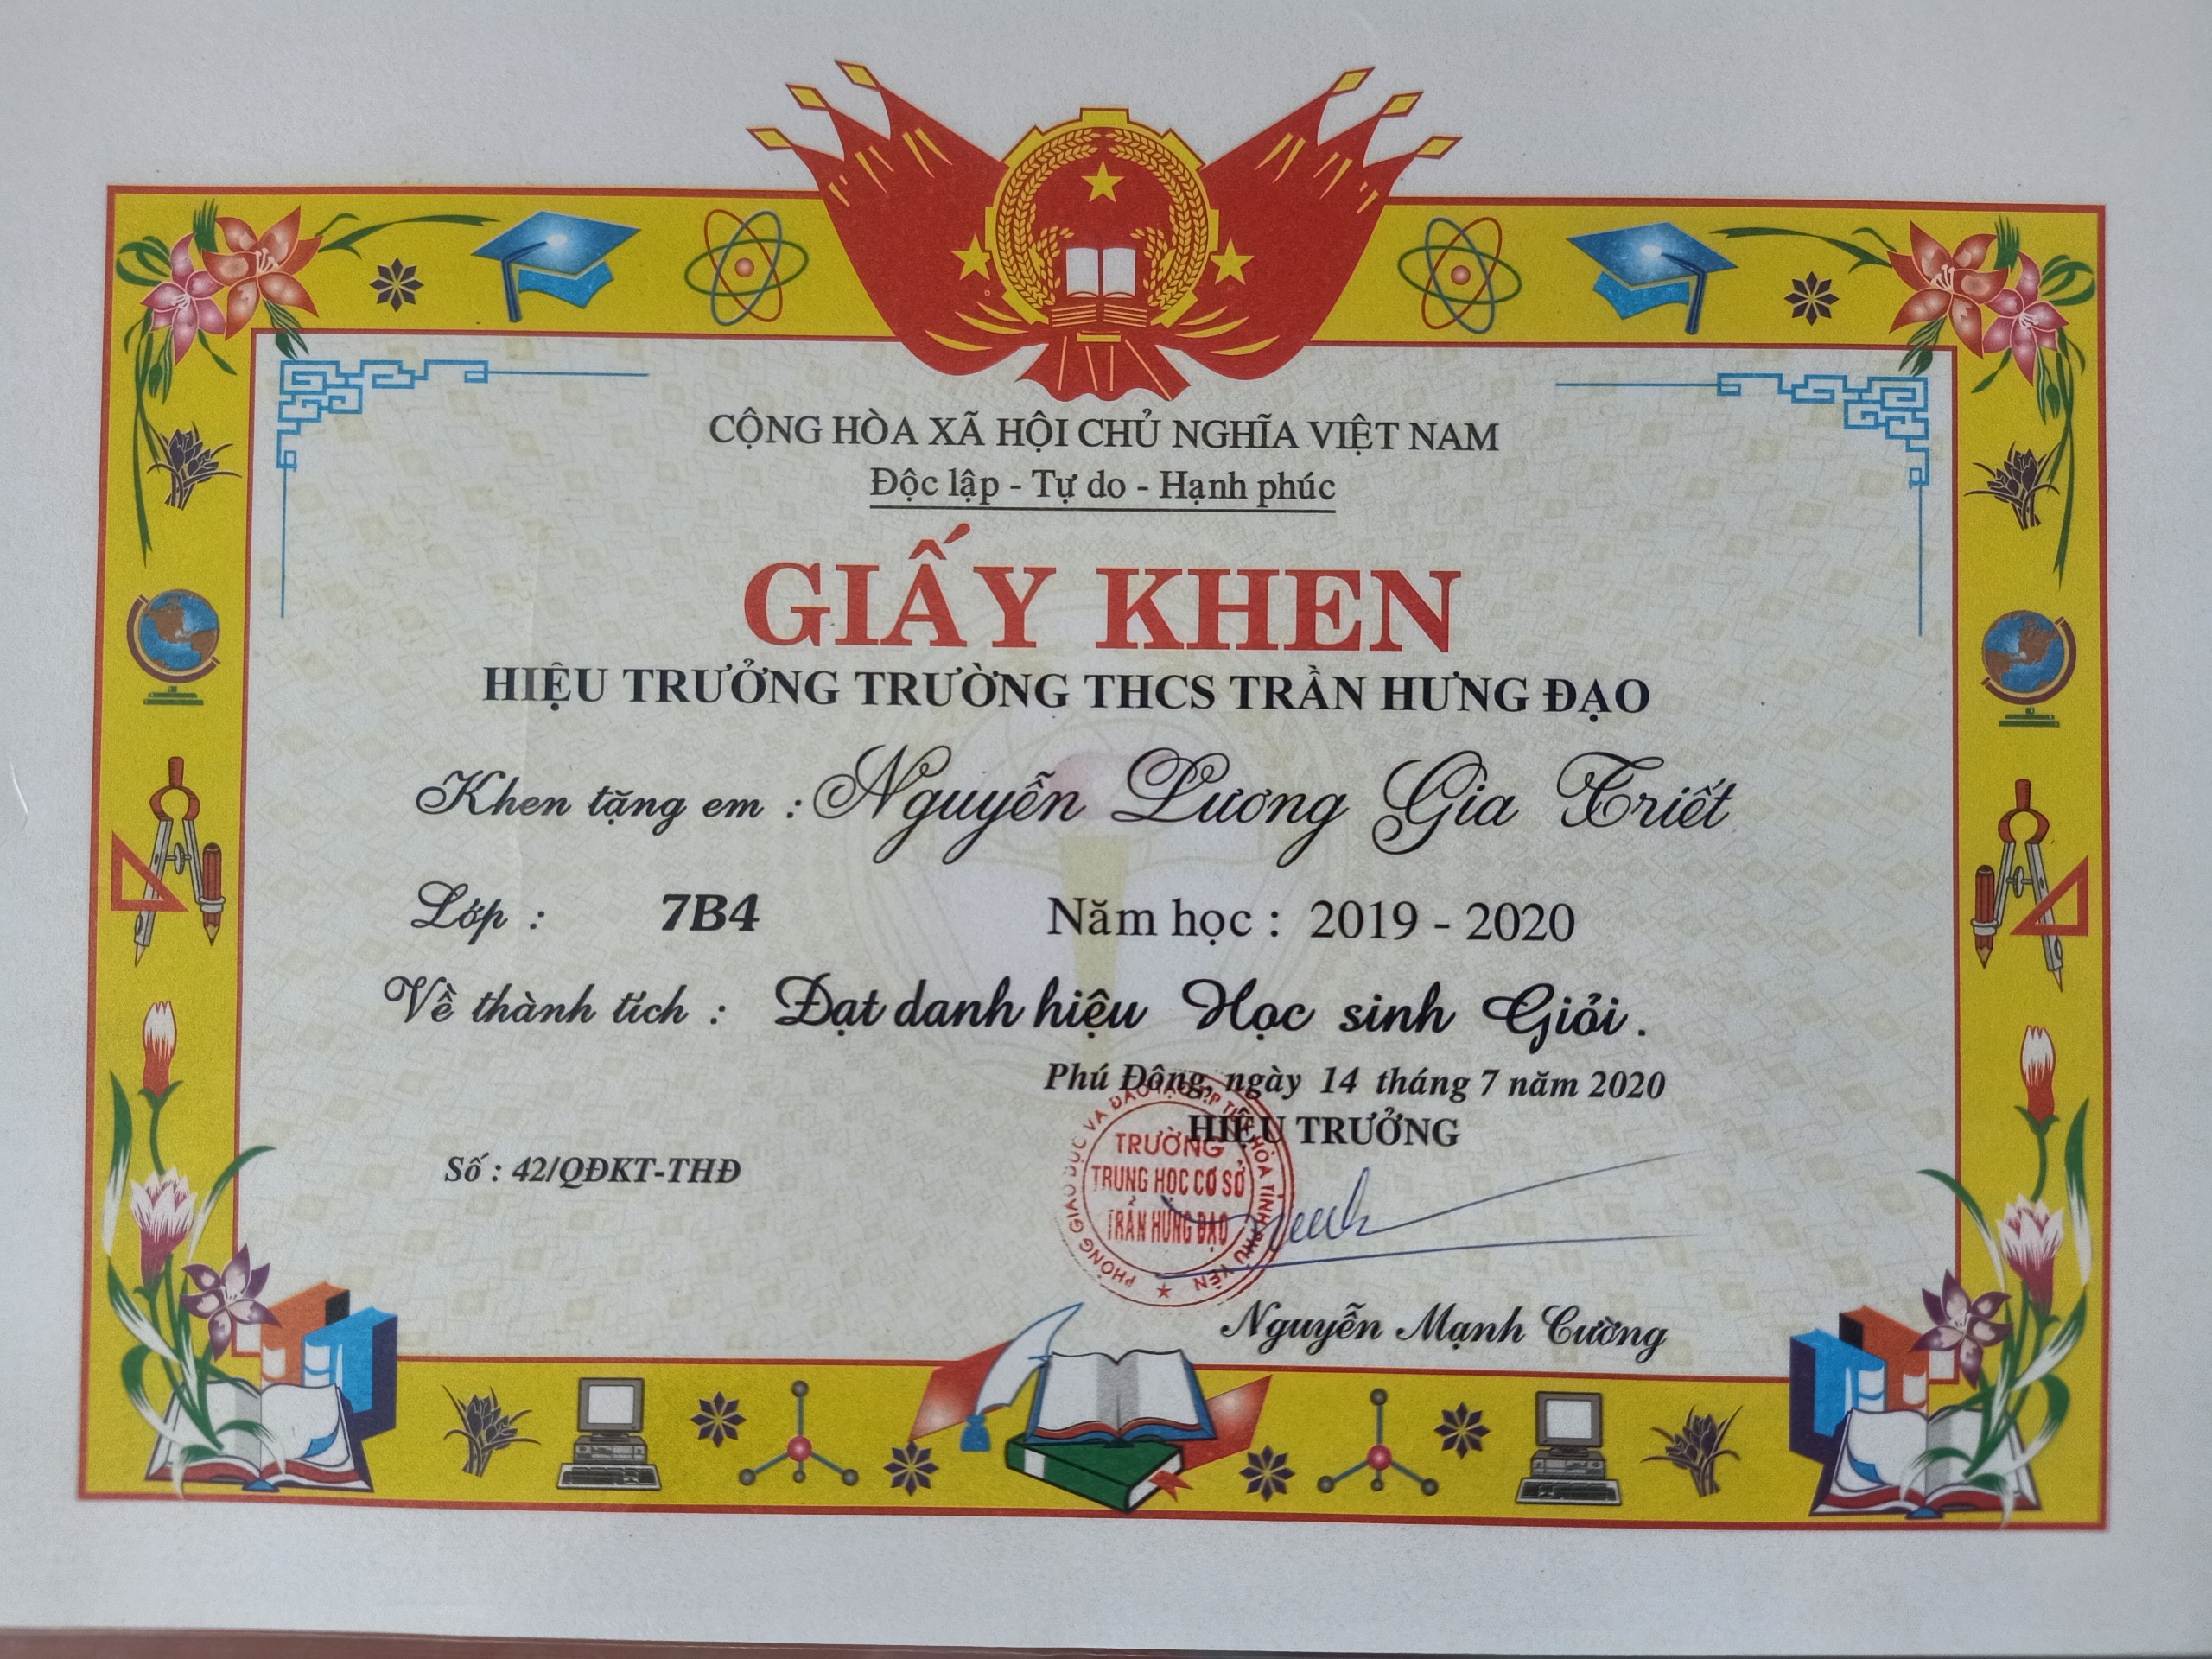 CỘNG HÒA XÃ HỘI CHỦ NGHĨA VIỆT NAM
Độc lập - Tự do - Hạnh phúc
GIẤY KHEN
HIỆU TRƯỞNG TRƯỜNG THCS TRẦN HƯNG ĐẠO
Khen tặng em : Nguyễn Lương Gia Triết
Lớp : 7B4 Năm học : 2019 - 2020
Về thành tích : Đạt danh hiệu Học sinh Giỏi.
Phú Đông, ngày 14 tháng 7 năm 2020
HIỆU TRƯỞNG
Số : 42/QĐKT-THĐ
PHÒNG GIÁO DỤC VÀ ĐÀO TẠO TP TUY HÒA TỈNH PHÚ YÊN
TRƯỜNG
TRUNG HỌC CƠ SỞ
TRẦN HƯNG ĐẠO
Nguyễn Mạnh Cường